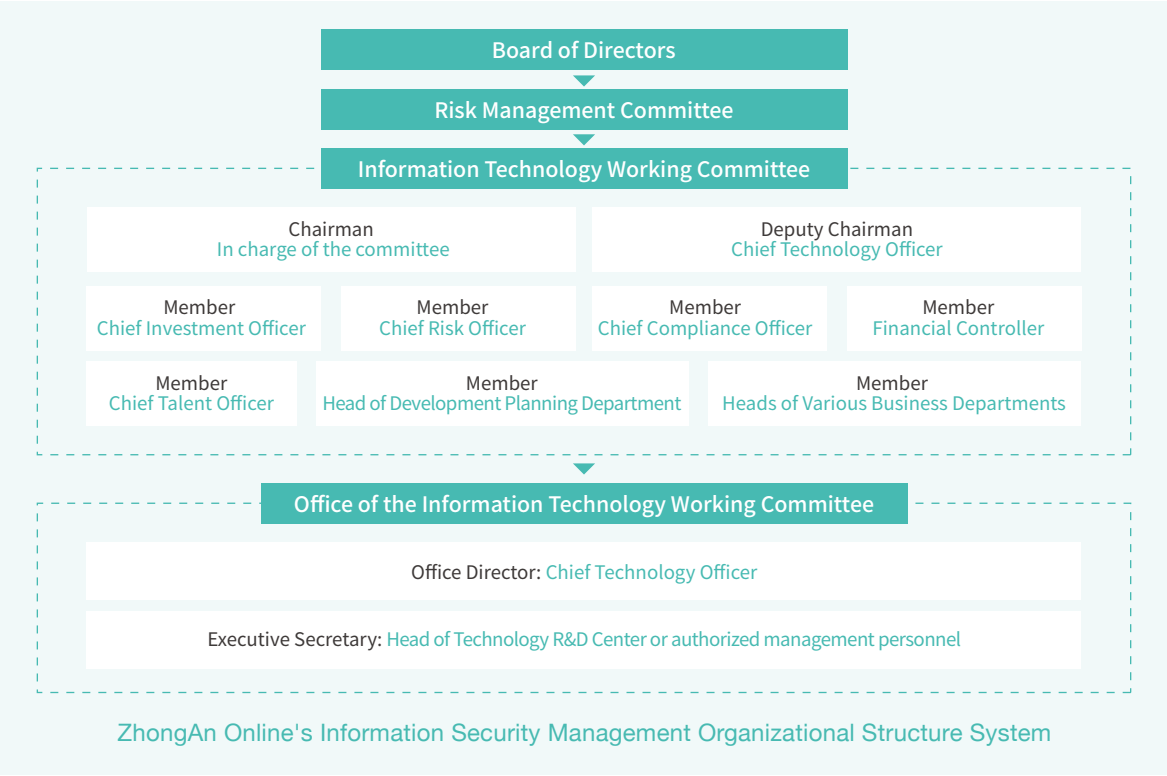 Board of Directors
Risk Management Committee
Information Technology Working Committee
Chairman
In charge of the committee
Deputy Chairman
Chief Technology Officer
Member
Chief Investment Officer
Member
Chief Risk Officer
Member
Chief Compliance Officer
Member
Financial Controller
Member
Chief Talent Officer
Member
Head of Development Planning Department
Member
Heads of Various Business Departments
Office of the Information Technology Working Committee
Office Director: Chief Technology Officer
Executive Secretary: Head of Technology R&D Center or authorized management personnel
ZhongAn Online's Information Security Management Organizational Structure System